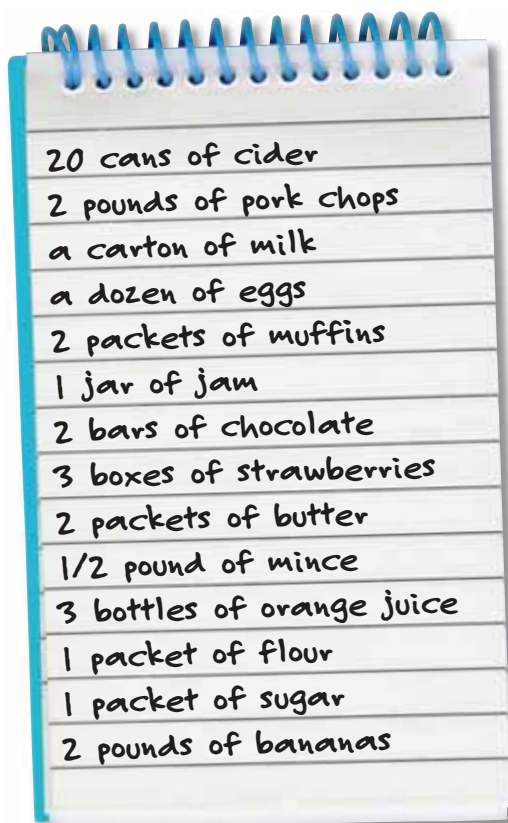 20 cans of cider
2 pounds of pork chops
a carton of milk
a dozen of eggs
2 packets of muffins
1 jar of jam
2 bars of chocolate
3 boxes of strawberries
2 packets of butter
1/2 pound of mince
3 bottles of orange juice
1 packet of flour
1 packet of sugar
2 pounds of bananas